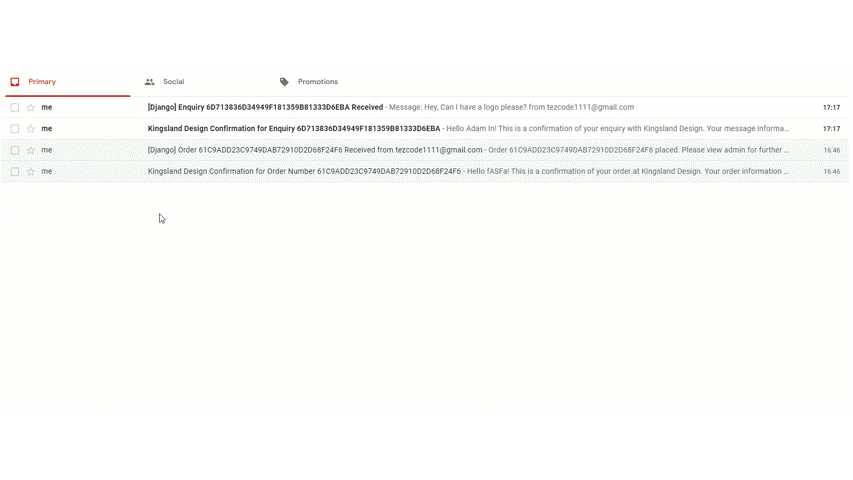 Primary Social Promotions
me [Django] Enquiry 6D713836D34949F181359B81333D6EBA Received - Message: Hey, Can I have a logo please? from tezcode1111@gmail.com 17:17
me Kingsland Design Confirmation for Enquiry 6D713836D34949F181359B81333D6EBA - Hello Adam In! This is a confirmation of your enquiry with Kingsland Design. Your message informa... 17:17
me [Django] Order 61C9ADD23C9749DAB72910D2D68F24F6 Received from tezcode1111@gmail.com - Order 61C9ADD23C9749DAB72910D2D68F24F6 placed. Please view admin for further ... 16:46
me Kingsland Design Confirmation for Order Number 61C9ADD23C9749DAB72910D2D68F24F6 - Hello fASFa! This is a confirmation of your order at Kingsland Design. Your order information ... 16:46